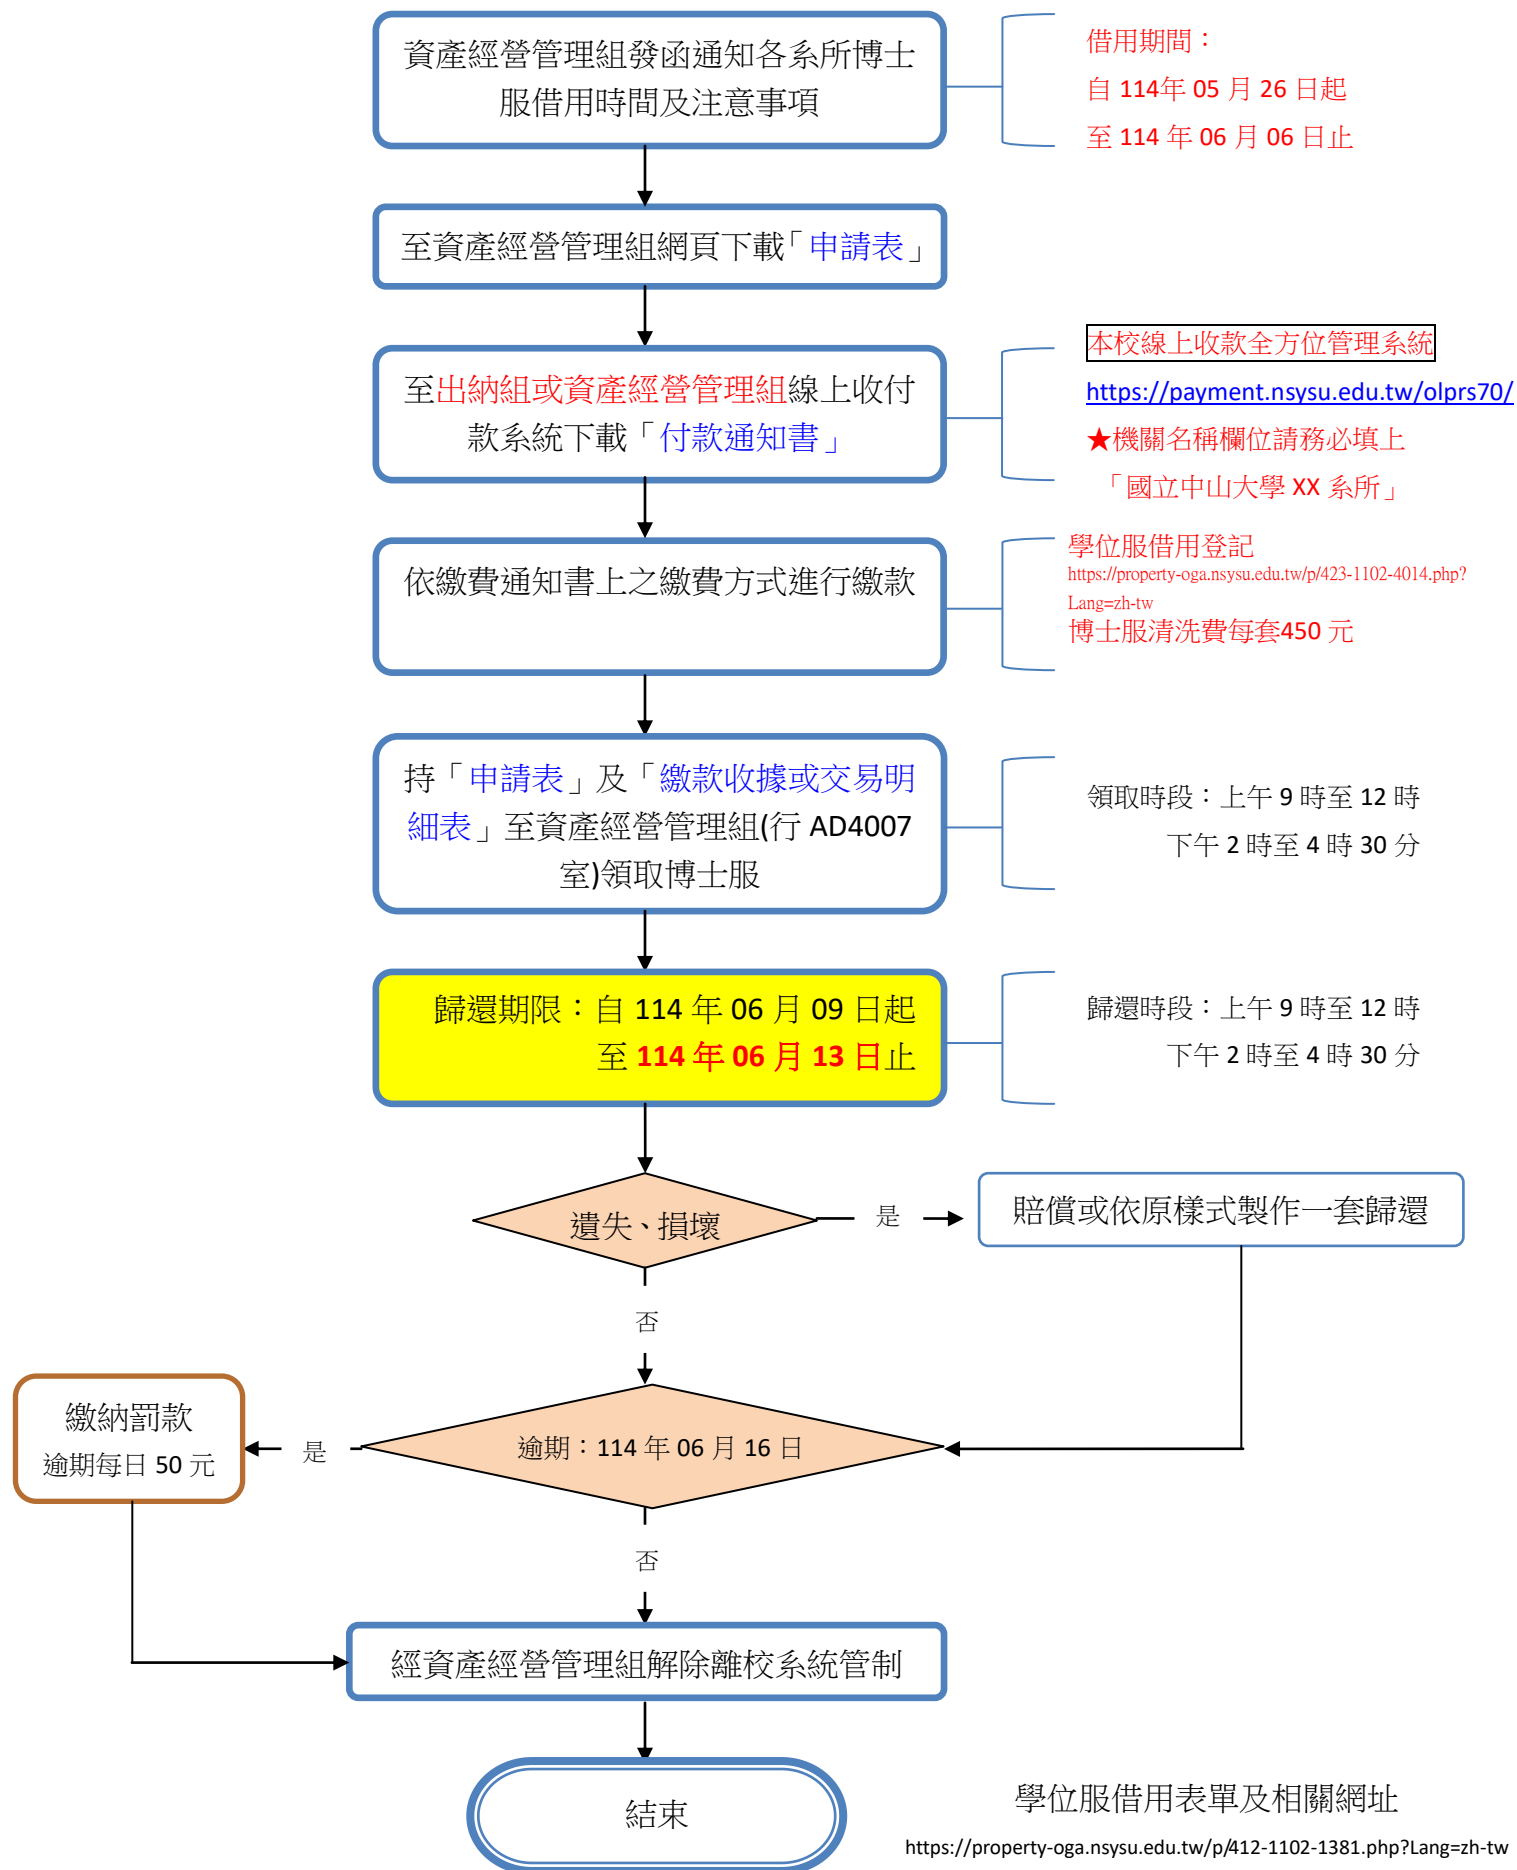 資產經營管理組發函通知各系所博士
服借用時間及注意事項
借用期間：
自 114年 05 月 26 日起
至 114 年 06 月 06 日止
至資產經營管理組網頁下載「申請表」
至出納組或資產經營管理組線上收付
款系統下載「付款通知書」
本校線上收款全方位管理系統
https://payment.nsysu.edu.tw/olprs70/
★機關名稱欄位請務必填上
「國立中山大學 XX 系所」
依繳費通知書上之繳費方式進行繳款
學位服借用登記
https://property-oga.nsysu.edu.tw/p/423-1102-4014.php?
Lang=zh-tw
博士服清洗費每套450 元
持「申請表」及「繳款收據或交易明
細表」至資產經營管理組(行 AD4007
室)領取博士服
領取時段：上午 9 時至 12 時
下午 2 時至 4 時 30 分
歸還期限：自 114 年 06 月 09 日起
至 114 年 06 月 13 日止
歸還時段：上午 9 時至 12 時
下午 2 時至 4 時 30 分
遺失、損壞
是
賠償或依原樣式製作一套歸還
否
繳納罰款
逾期每日 50 元
是
逾期：114 年 06 月 16 日
否
經資產經營管理組解除離校系統管制
結束
學位服借用表單及相關網址
https://property-oga.nsysu.edu.tw/p/412-1102-1381.php?Lang=zh-tw